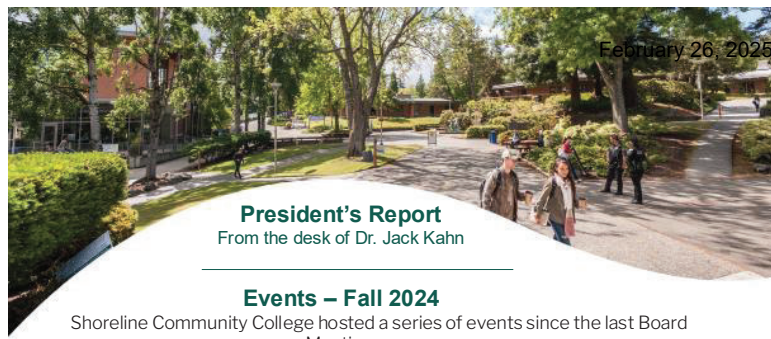 February 26, 2025
President's Report
From the desk of Dr. Jack Kahn
Events – Fall 2024
Shoreline Community College hosted a series of events since the last Board